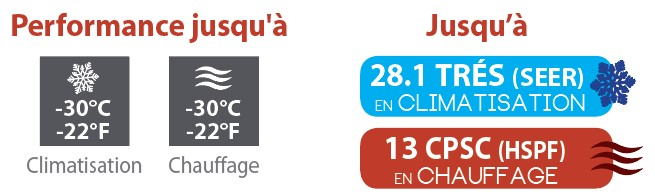 Performance jusqu'à
-30°C
-22°F
Climatisation
-30°C
-22°F
Chauffage
Jusqu’à
28.1 TRÉS (SEER)
EN CLIMATISATION
13 CPSC (HSPF)
EN CHAUFFAGE